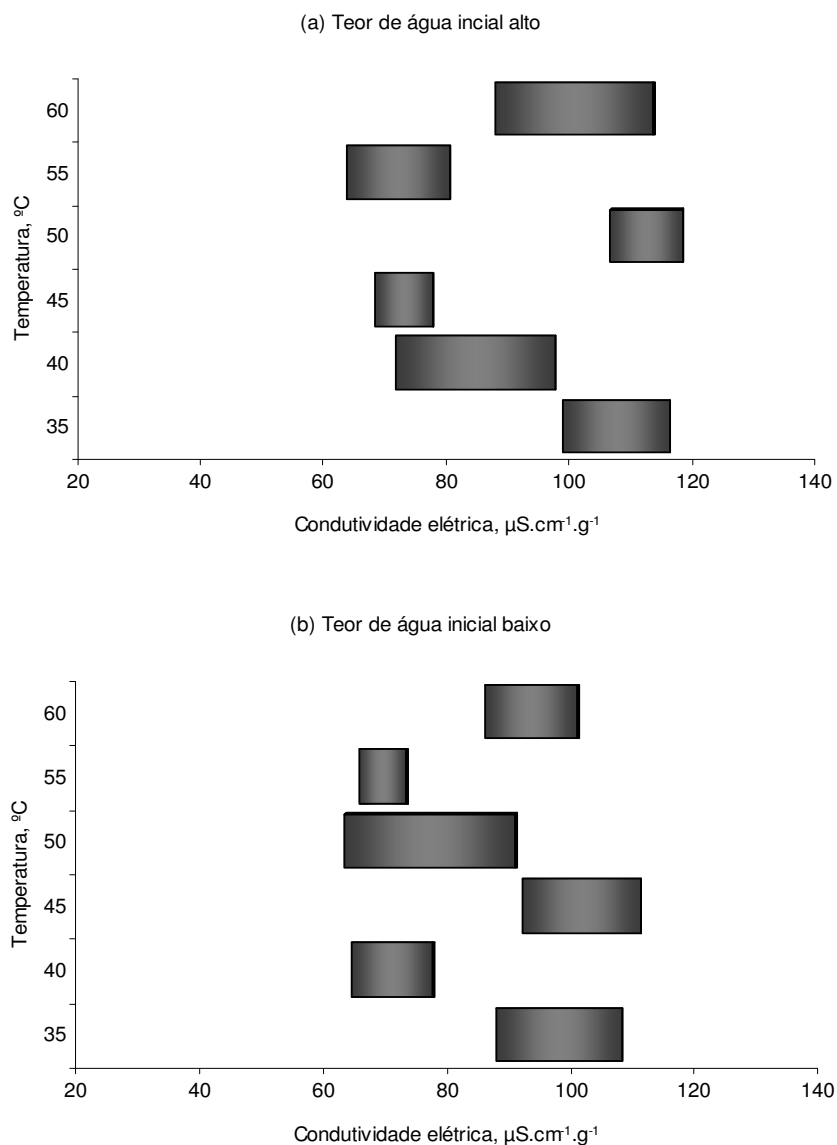 (a) Teor de água incial alto
60
55
50
45
40
35
Temperatura, ºC
20 40 60 80 100 120 140
Condutividade elétrica, µS.cm⁻¹.g⁻¹
(b) Teor de água inicial baixo
60
55
50
45
40
35
Temperatura, ºC
20 40 60 80 100 120 140
Condutividade elétrica, µS.cm⁻¹.g⁻¹